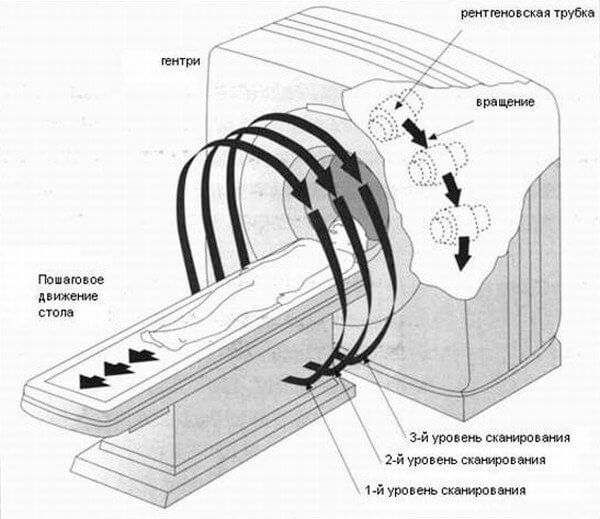 рентгеновская трубка
гентри
вращение
Пошаговое
движение
стола
3-й уровень сканирования
2-й уровень сканирования
1-й уровень сканирования